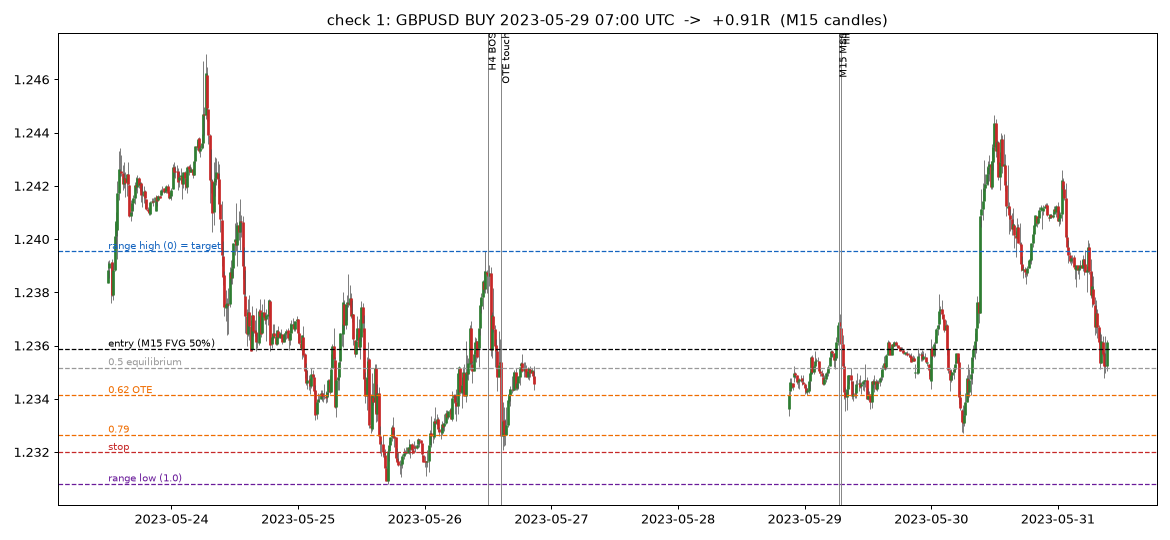 check 1: GBPUSD BUY 2023-05-29 07:00 UTC -> +0.91R (M15 candles)
H4 BOS
OTE touch
M15
1.246
1.244
1.242
1.240
range high (0) = target
1.238
entry (M15 FVG 50%)
1.236
0.5 equilibrium
0.62 OTE
1.234
0.79
stop
1.232
range low (1.0)
2023-05-24
2023-05-25
2023-05-26
2023-05-27
2023-05-28
2023-05-29
2023-05-30
2023-05-31